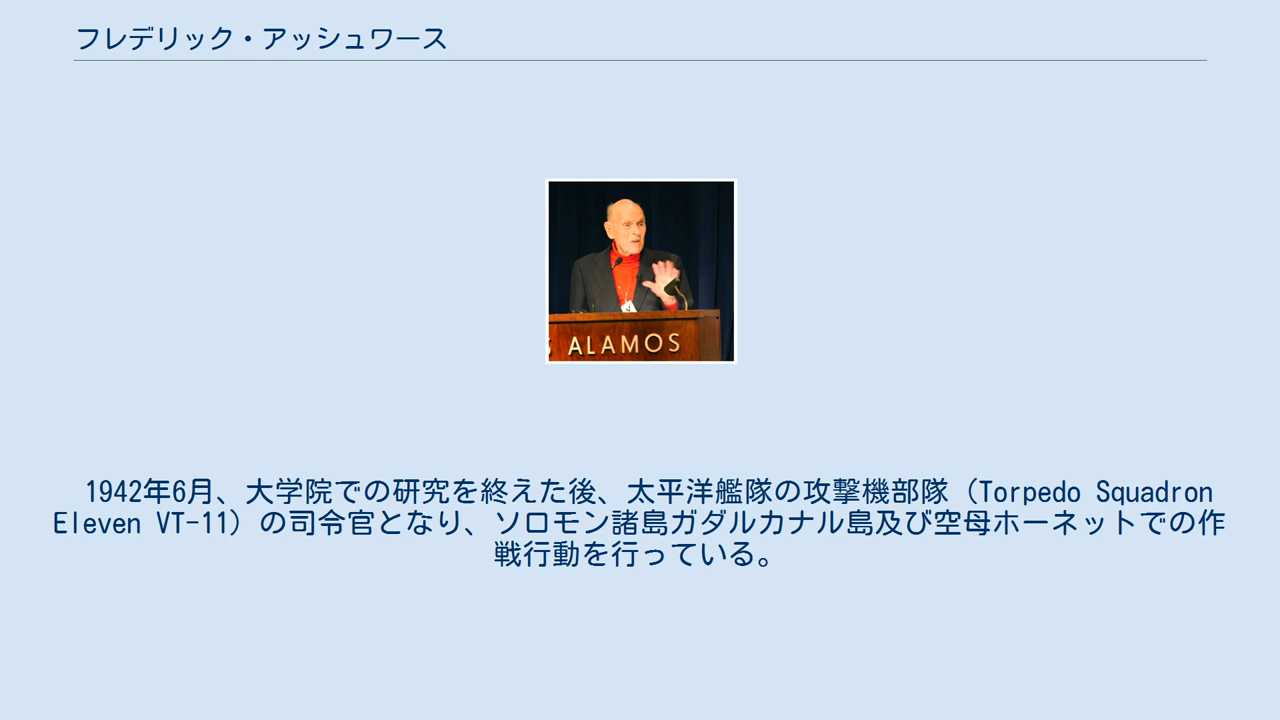 フレデリック・アッシュワース
S ALAMOS
1942年6月、大学院での研究を終えた後、太平洋艦隊の攻撃機部隊（Torpedo Squadron
Eleven VT-11）の司令官となり、ソロモン諸島ガダルカナル島及び空母ホーネットでの作
戦行動を行っている。